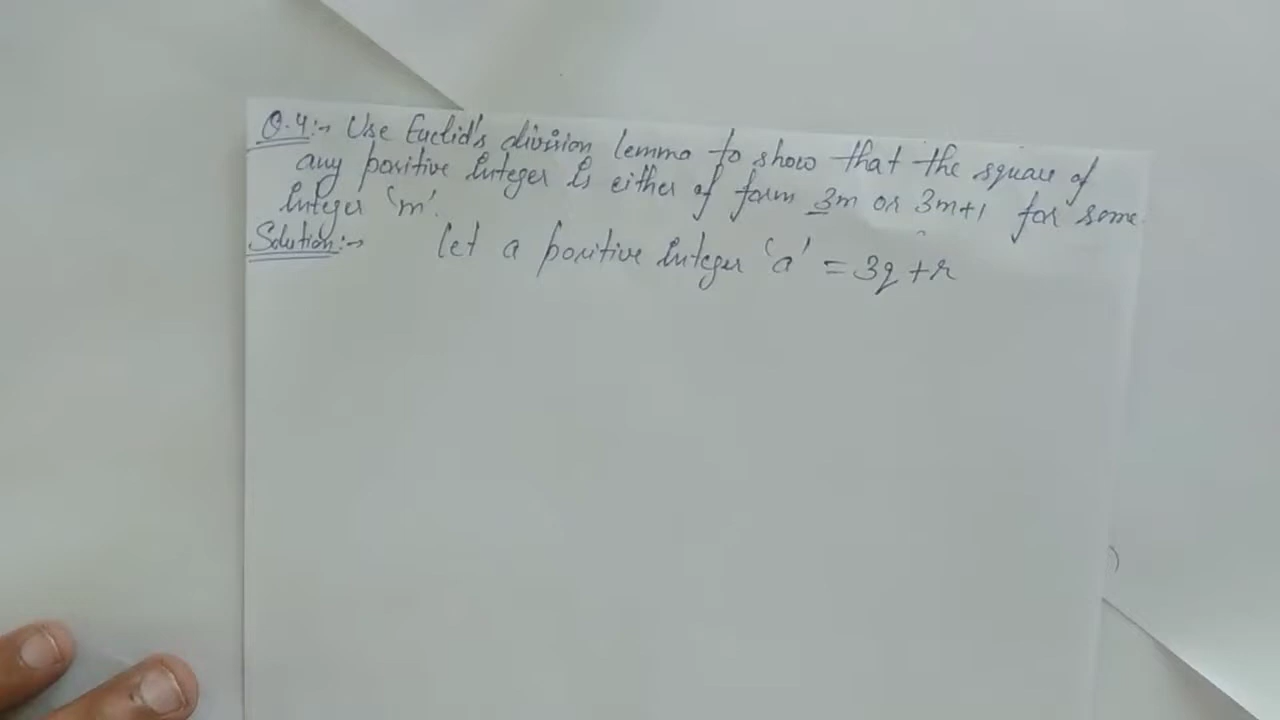 Q.4:- Use Euclid's division lemma to show that the square of
any positive integer is either of form 3m or 3m+1 for some
integer 'm'.
Solution:- let a positive integer 'a' = 3q + r
)